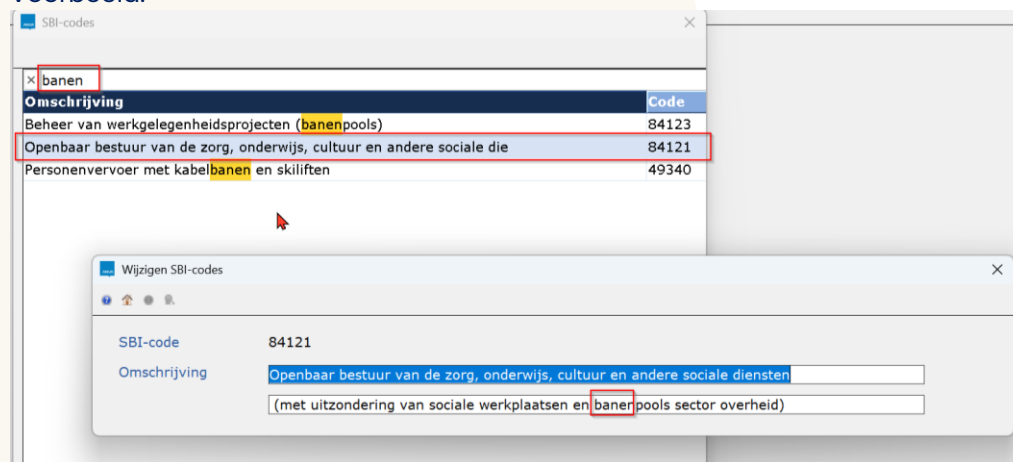 voorbeeld:
SBI-codes
× banen
Omschrijving Code
Beheer van werkgelegenheidsprojecten (banenpools) 84123
Openbaar bestuur van de zorg, onderwijs, cultuur en andere sociale die 84121
Personenvervoer met kabelbanen en skiliften 49340
Wijzigen SBI-codes
SBI-code 84121
Omschrijving Openbaar bestuur van de zorg, onderwijs, cultuur en andere sociale diensten
(met uitzondering van sociale werkplaatsen en banenpools sector overheid)